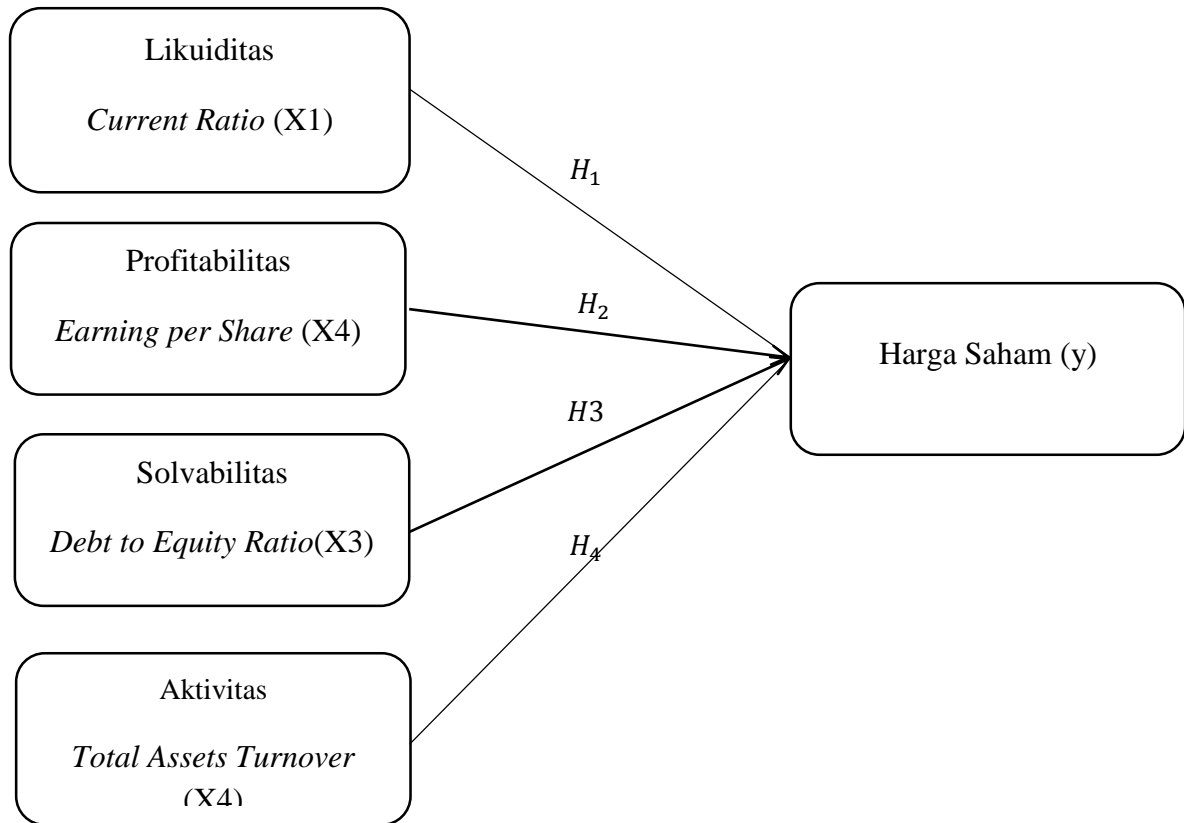 Likuiditas
Current Ratio (X1)
H₁
Profitabilitas
Earning per Share (X4)
H₂
Harga Saham (y)
Solvabilitas
Debt to Equity Ratio(X3)
H3
H₄
Aktivitas
Total Assets Turnover
(X4)